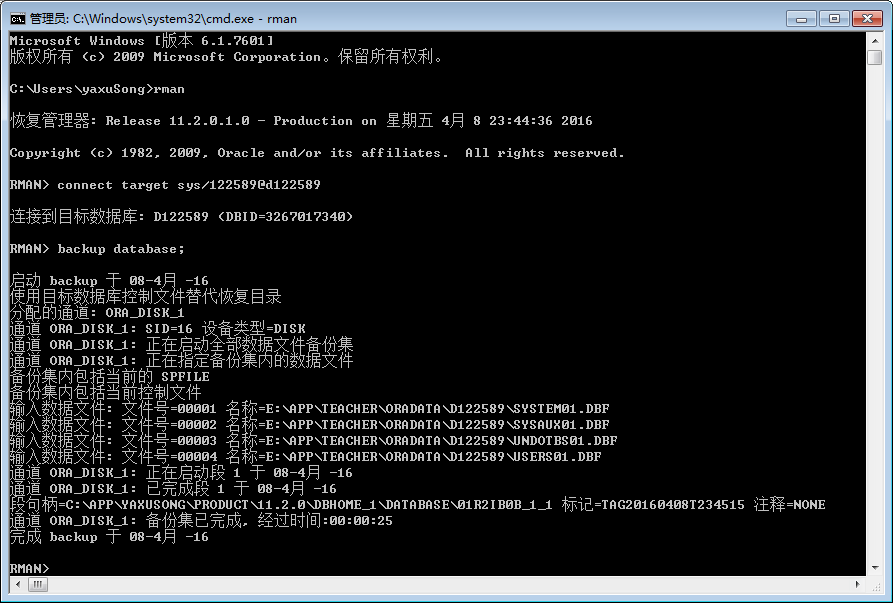 管理员: C:\Windows\system32\cmd.exe - rman
Microsoft Windows [版本 6.1.7601]
版权所有 (c) 2009 Microsoft Corporation。保留所有权利。
C:\Users\yaxuSong>rman
恢复管理器: Release 11.2.0.1.0 - Production on 星期五 4月 8 23:44:36 2016
Copyright (c) 1982, 2009, Oracle and/or its affiliates.  All rights reserved.
RMAN> connect target sys/122589@d122589
连接到目标数据库: D122589 (DBID=3267017340)
RMAN> backup database;
启动 backup 于 08-4月 -16
使用目标数据库控制文件替代恢复目录
分配的通道: ORA_DISK_1
通道 ORA_DISK_1: SID=16 设备类型=DISK
通道 ORA_DISK_1: 正在启动全部数据文件备份集
通道 ORA_DISK_1: 正在指定备份集内的数据文件
备份集内包括当前的 SPFILE
备份集内包括当前控制文件
输入数据文件: 文件号=00001 名称=E:\APP\TEACHER\ORADATA\D122589\SYSTEM01.DBF
输入数据文件: 文件号=00002 名称=E:\APP\TEACHER\ORADATA\D122589\SYSAUX01.DBF
输入数据文件: 文件号=00003 名称=E:\APP\TEACHER\ORADATA\D122589\UNDOTBS01.DBF
输入数据文件: 文件号=00004 名称=E:\APP\TEACHER\ORADATA\D122589\USERS01.DBF
通道 ORA_DISK_1: 正在启动段 1 于 08-4月 -16
通道 ORA_DISK_1: 已完成段 1 于 08-4月 -16
段句柄=C:\APP\YAXUSONG\PRODUCT\11.2.0\DBHOME_1\DATABASE\01R2IB0B_1_1 标记=TAG20160408T234515 注释=NONE
通道 ORA_DISK_1: 备份集已完成, 经过时间:00:00:25
完成 backup 于 08-4月 -16
RMAN>